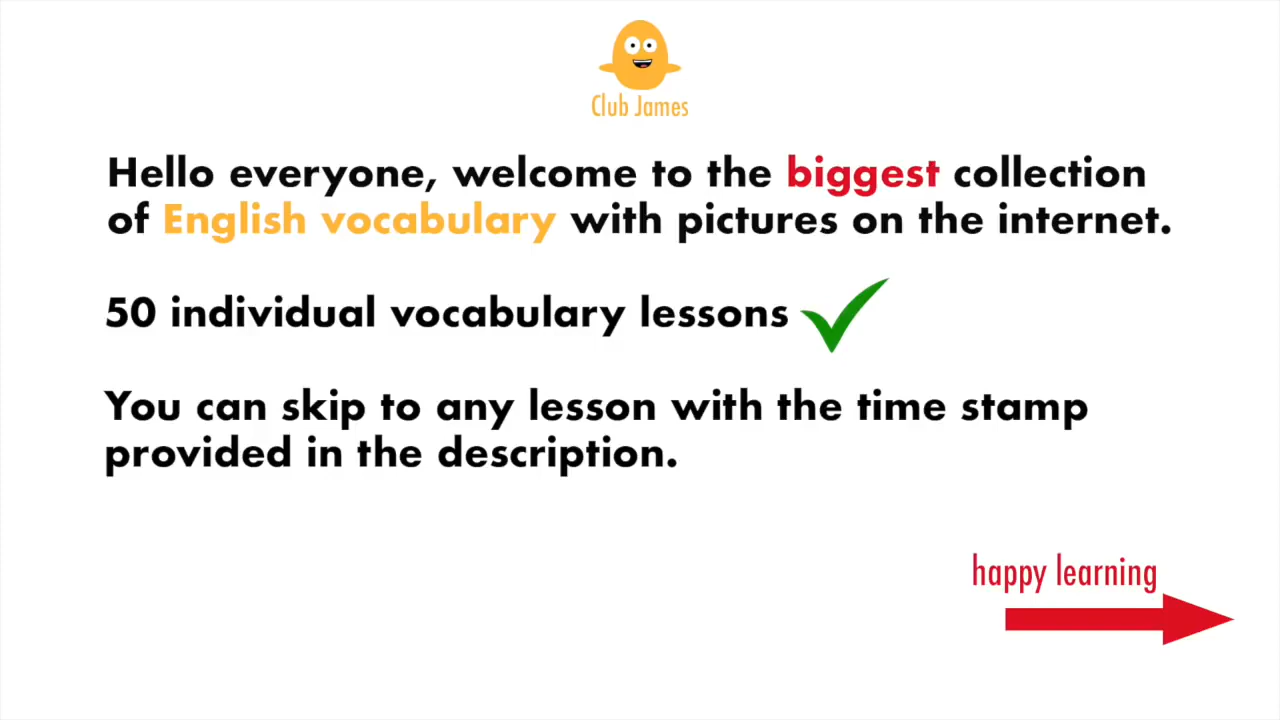 Club James
Hello everyone, welcome to the biggest collection
of English vocabulary with pictures on the internet.
50 individual vocabulary lessons
You can skip to any lesson with the time stamp
provided in the description.
happy learning